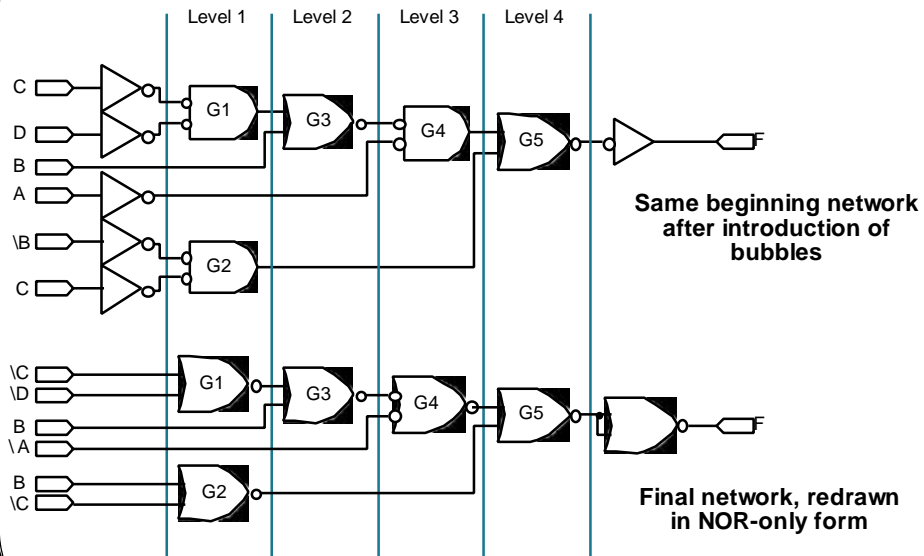 Level 1 Level 2 Level 3 Level 4
C
G1
D
G3
G4
G5
F
B
A
\B
G2
C
Same beginning network
after introduction of
bubbles
\C
G1
\D
G3
G4
G5
F
B
\A
B
G2
\C
Final network, redrawn
in NOR-only form